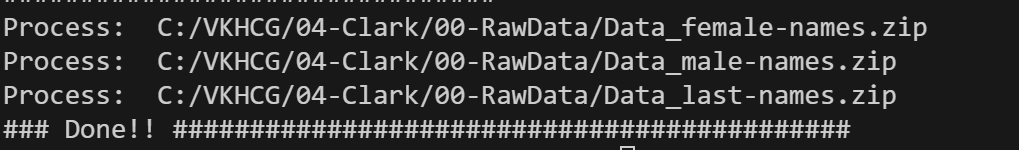 Process:  C:/VKHCG/04-Clark/00-RawData/Data_female-names.zip
Process:  C:/VKHCG/04-Clark/00-RawData/Data_male-names.zip
Process:  C:/VKHCG/04-Clark/00-RawData/Data_last-names.zip
### Done!! ############################################